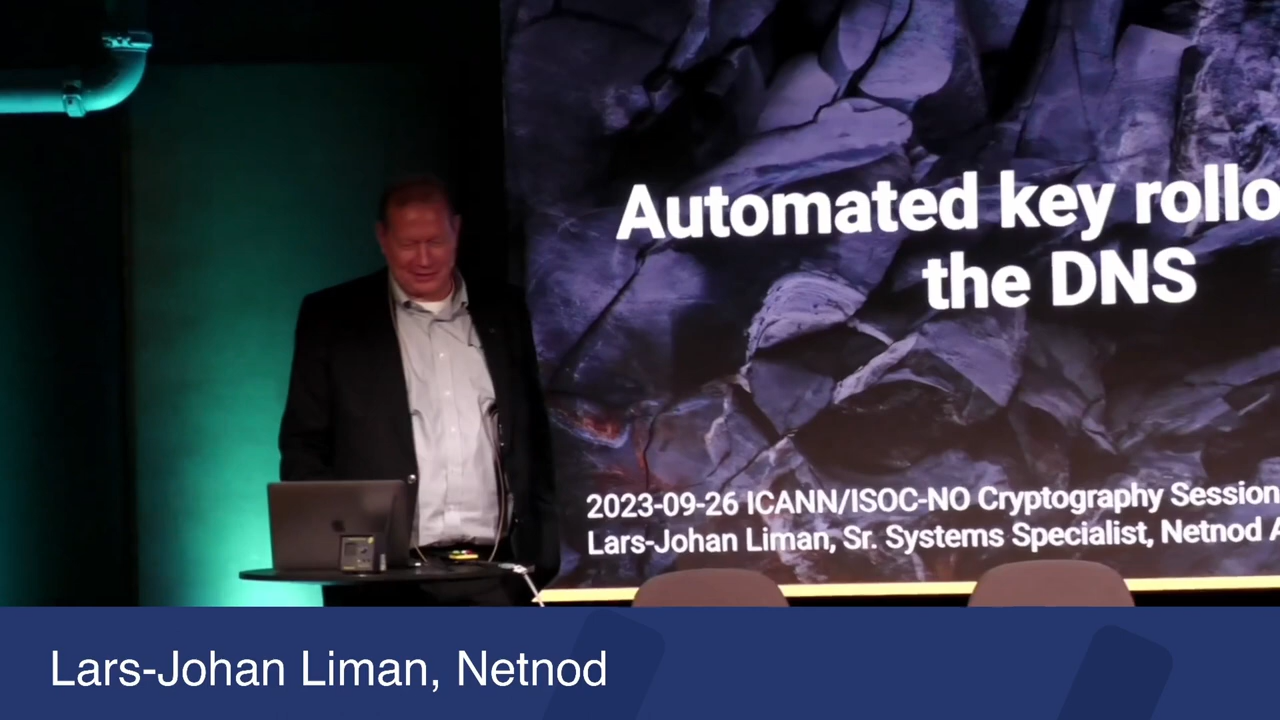 Automated key rollo
the DNS
2023-09-26 ICANN/ISOC-NO Cryptography Session
Lars-Johan Liman, Sr. Systems Specialist, Netnod A
Lars-Johan Liman, Netnod